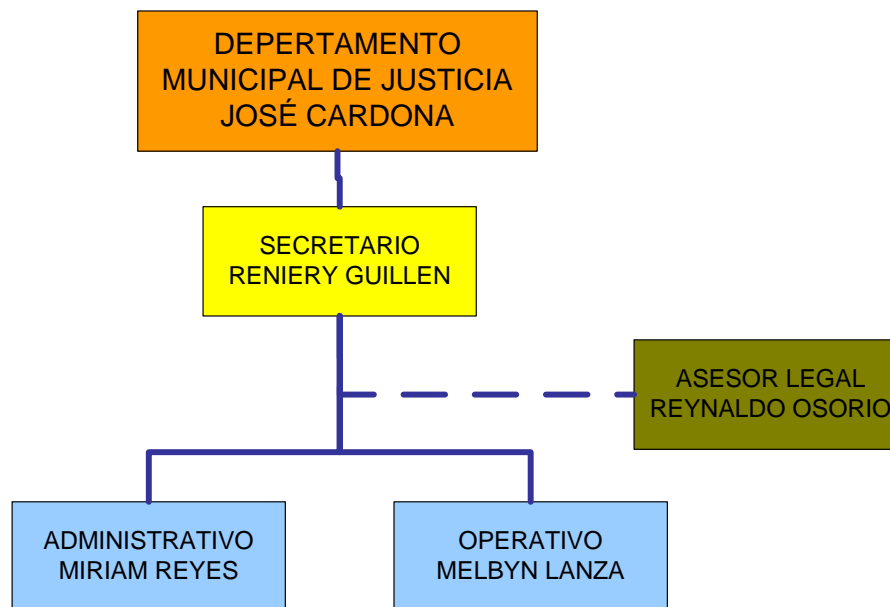 DEPERTAMENTO
MUNICIPAL DE JUSTICIA
JOSÉ CARDONA
SECRETARIO
RENIERY GUILLEN
ASESOR LEGAL
REYNALDO OSORIO
ADMINISTRATIVO
MIRIAM REYES
OPERATIVO
MELBYN LANZA